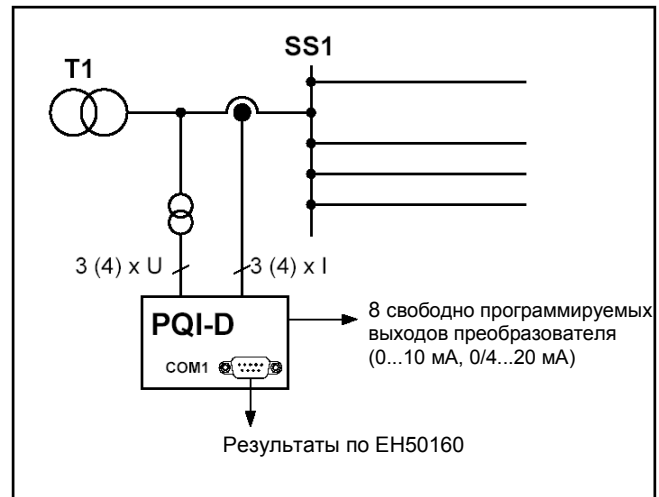 SS1
T1
3 (4) x U
3 (4) x I
PQI-D
COM1
8 свободно программируемых
выходов преобразователя
(0...10 мА, 0/4...20 мА)
Результаты по ЕН50160